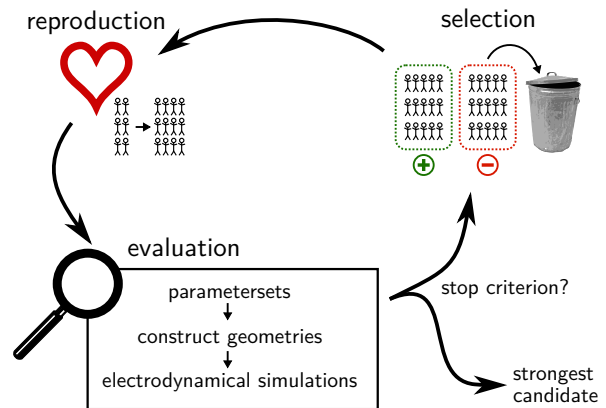 reproduction
selection
evaluation
parametersets
construct geometries
electrodynamical simulations
stop criterion?
strongest
candidate